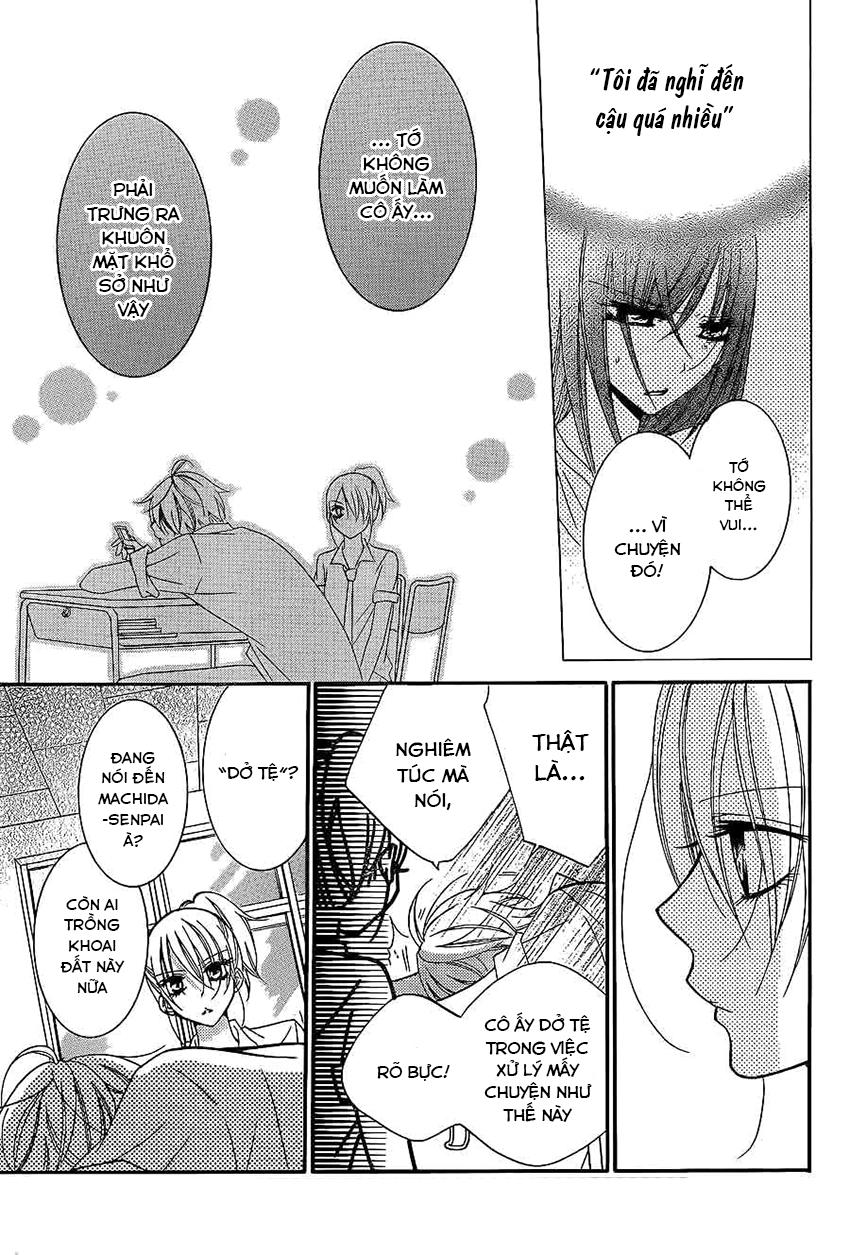 "Tôi đã nghĩ đến
cậu quá nhiều"
TỚ
KHÔNG
THỂ
VUI...
... VÌ
CHUYỆN
ĐÓ!
... TỚ
KHÔNG
MUỐN LÀM
CÔ ẤY...
PHẢI
TRƯNG RA
KHUÔN
MẶT KHỔ
SỞ NHƯ
VẬY
THẬT
LÀ...
NGHIÊM
TÚC MÀ
NÓI,
CÔ ẤY DỞ TỆ
TRONG VIỆC
XỬ LÝ MẤY
CHUYỆN NHƯ
THẾ NÀY
RÕ BỰC!
"DỞ TỆ"?
ĐANG
NÓI ĐẾN
MACHIDA
-SENPAI
À?
CÒN AI
TRỒNG
KHOAI
ĐẤT NÀY
NỮA